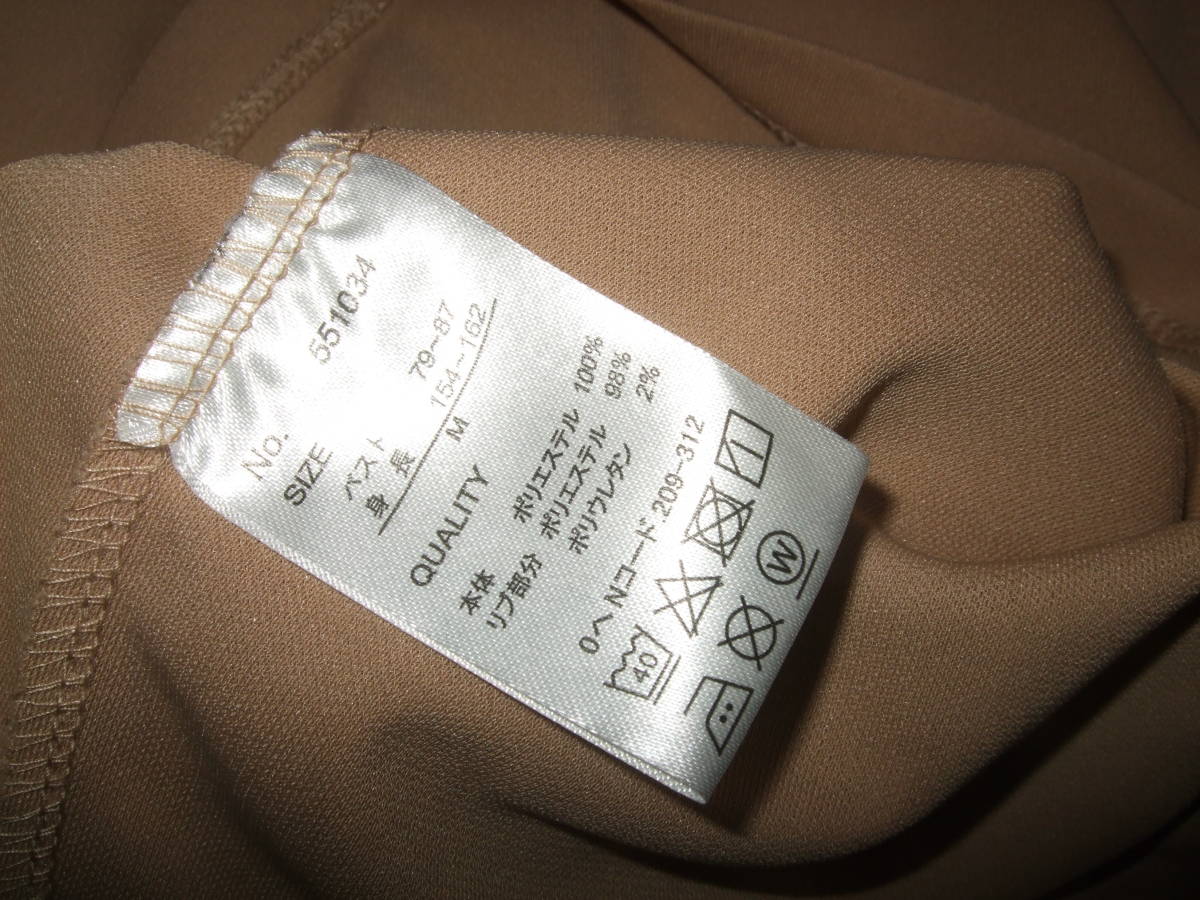 No. 551034
SIZE
バスト 79~87
身長 154~162
M
QUALITY
本体 ポリエステル 100%
リブ部分 ポリエステル 98%
ポリウレタン 2%
0へNコード.209-312
40
W